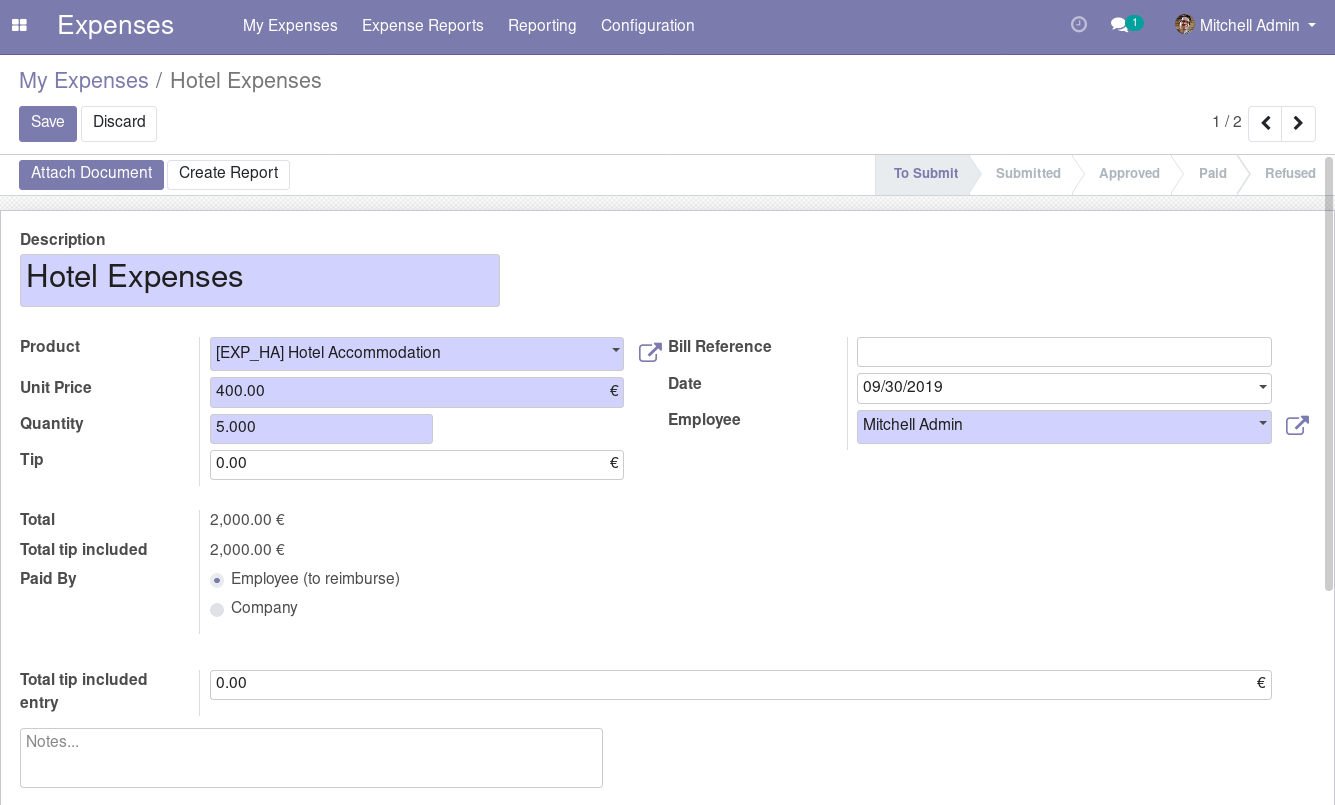 Expenses My Expenses Expense Reports Reporting Configuration 1 Mitchell Admin
My Expenses / Hotel Expenses
Save Discard 1 / 2
Attach Document Create Report To Submit Submitted Approved Paid Refused
Description
Hotel Expenses
Product [EXP_HA] Hotel Accommodation
Unit Price 400.00 €
Quantity 5.000
Tip 0.00 €
Bill Reference
Date 09/30/2019
Employee Mitchell Admin
Total 2,000.00 €
Total tip included 2,000.00 €
Paid By Employee (to reimburse)
Company
Total tip included 0.00 €
entry
Notes...